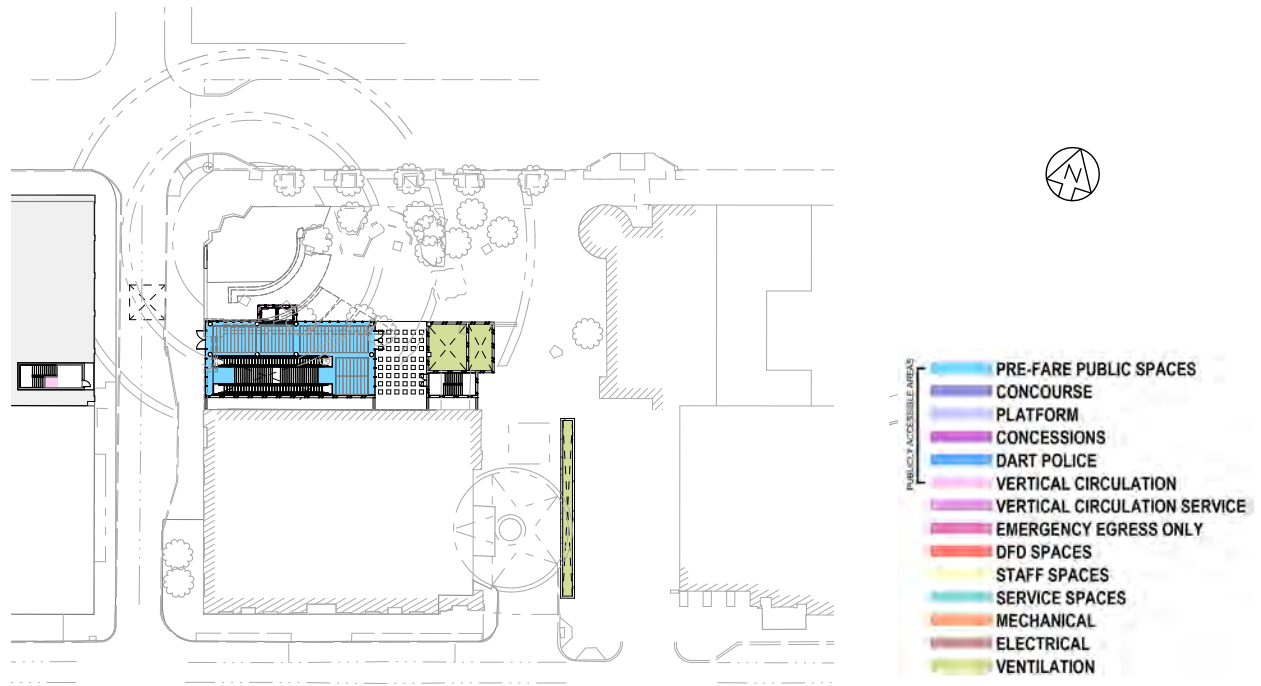 N
PUBLICLY ACCESSIBLE AREAS
PRE-FARE PUBLIC SPACES
CONCOURSE
PLATFORM
CONCESSIONS
DART POLICE
VERTICAL CIRCULATION
VERTICAL CIRCULATION SERVICE
EMERGENCY EGRESS ONLY
DFD SPACES
STAFF SPACES
SERVICE SPACES
MECHANICAL
ELECTRICAL
VENTILATION